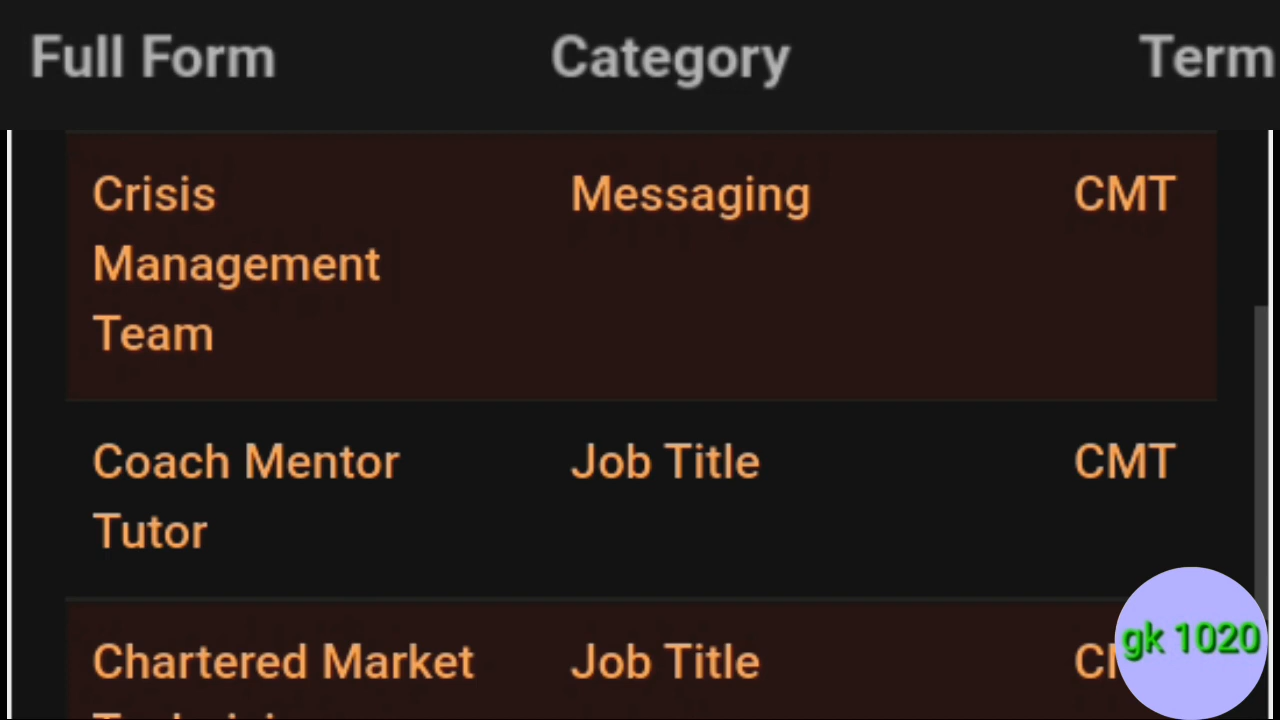 Full Form Category Term
Crisis Messaging CMT
Management
Team
Coach Mentor Job Title CMT
Tutor
Chartered Market Job Title
gk 1020